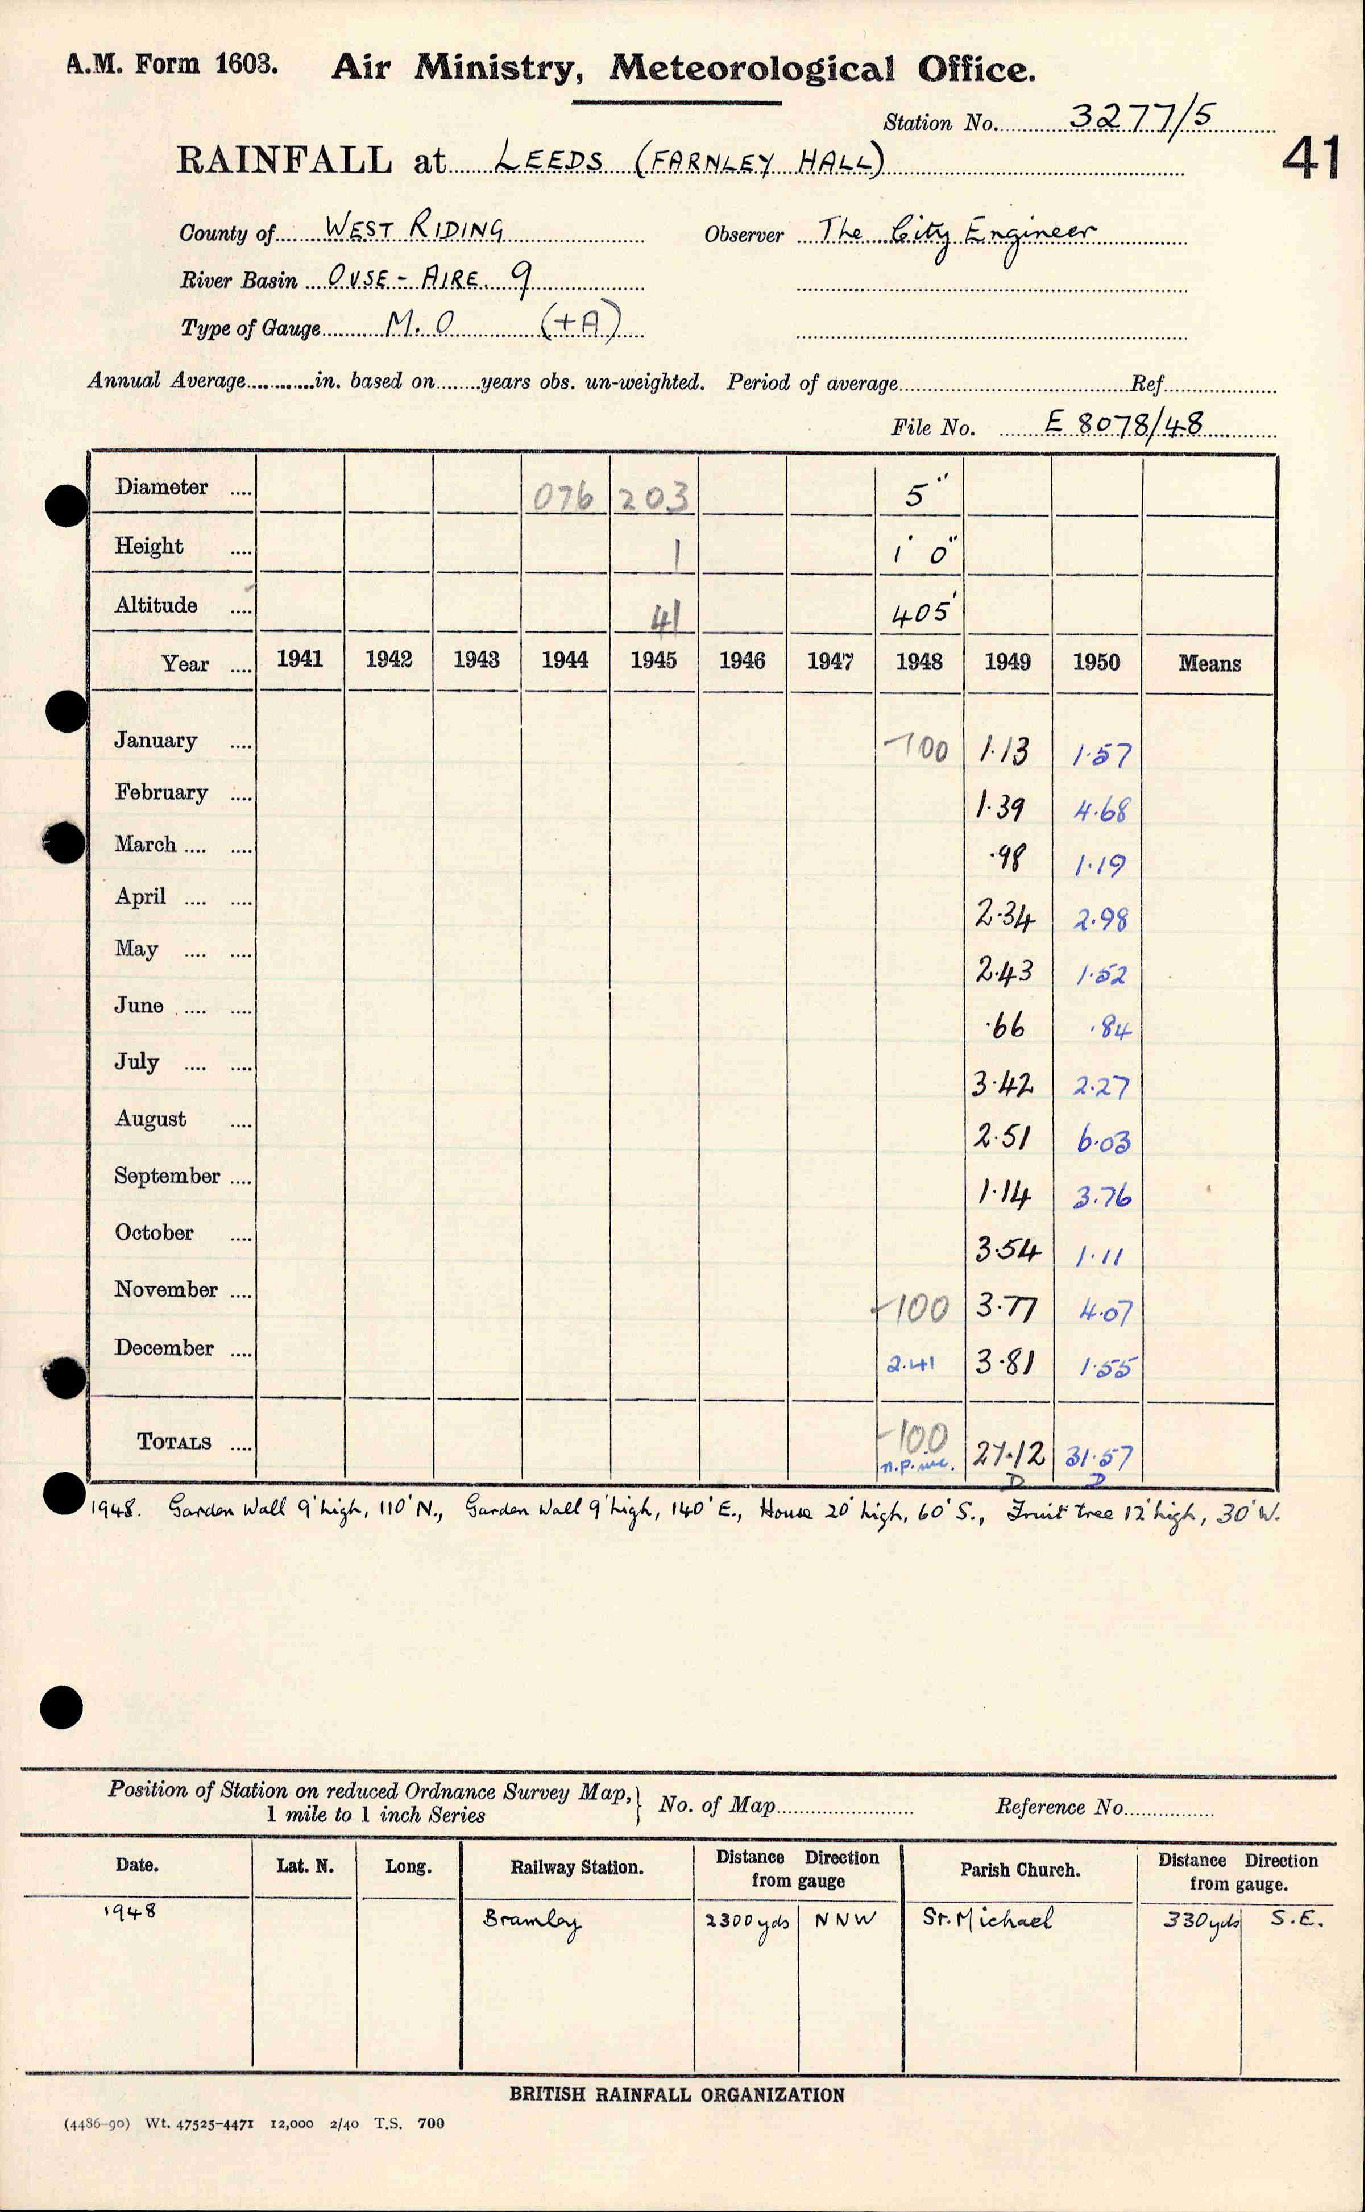 A.M. Form 1603. Air Ministry, Meteorological Office.
Station No. 3277/5
41
RAINFALL at LEEDS (FARNLEY HALL)
County of WEST RIDING Observer The City Engineer
River Basin OUSE - AIRE 9
Type of Gauge M.O (+A)
Annual Average in. based on years obs. un-weighted. Period of average Ref
File No. E 8078/48
Diameter 076 203 5"
Height 1 1' 0"
Altitude 41 405'
Year 1941 1942 1943 1944 1945 1946 1947 1948 1949 1950 Means
January -100 1.13 1.57
February 1.39 4.68
March .98 1.19
April 2.34 2.98
May 2.43 1.52
June .66 .84
July 3.42 2.27
August 2.51 6.03
September 1.14 3.76
October 3.54 1.11
November -100 3.77 4.07
December 2.41 3.81 1.55
TOTALS -100 27.12 31.57
n.p. inc. D D
1948. Garden Wall 9' high, 110' N., Garden Wall 9' high, 140' E., House 20' high, 60' S., Fruit tree 12' high, 30' W.
Position of Station on reduced Ordnance Survey Map, } No. of Map Reference No.
1 mile to 1 inch Series
Date. Lat. N. Long. Railway Station. Distance Direction from gauge Parish Church. Distance Direction from gauge.
1948 Bramley 2300 yds NNW St. Michael 330 yds S.E.
BRITISH RAINFALL ORGANIZATION
(4486-90) Wt. 47525-4471 12,000 2/40 T.S. 700